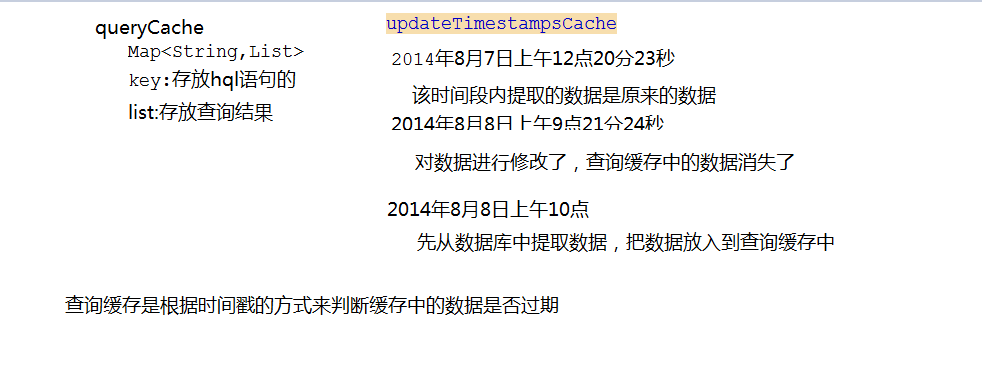 queryCache
Map<String,List>
key:存放hql语句的
list:存放查询结果
updateTimestampsCache
2014年8月7日上午12点20分23秒
该时间段内提取的数据是原来的数据
2014年8月8日上午9点21分24秒
对数据进行修改了，查询缓存中的数据消失了
2014年8月8日上午10点
先从数据库中提取数据，把数据放入到查询缓存中
查询缓存是根据时间戳的方式来判断缓存中的数据是否过期